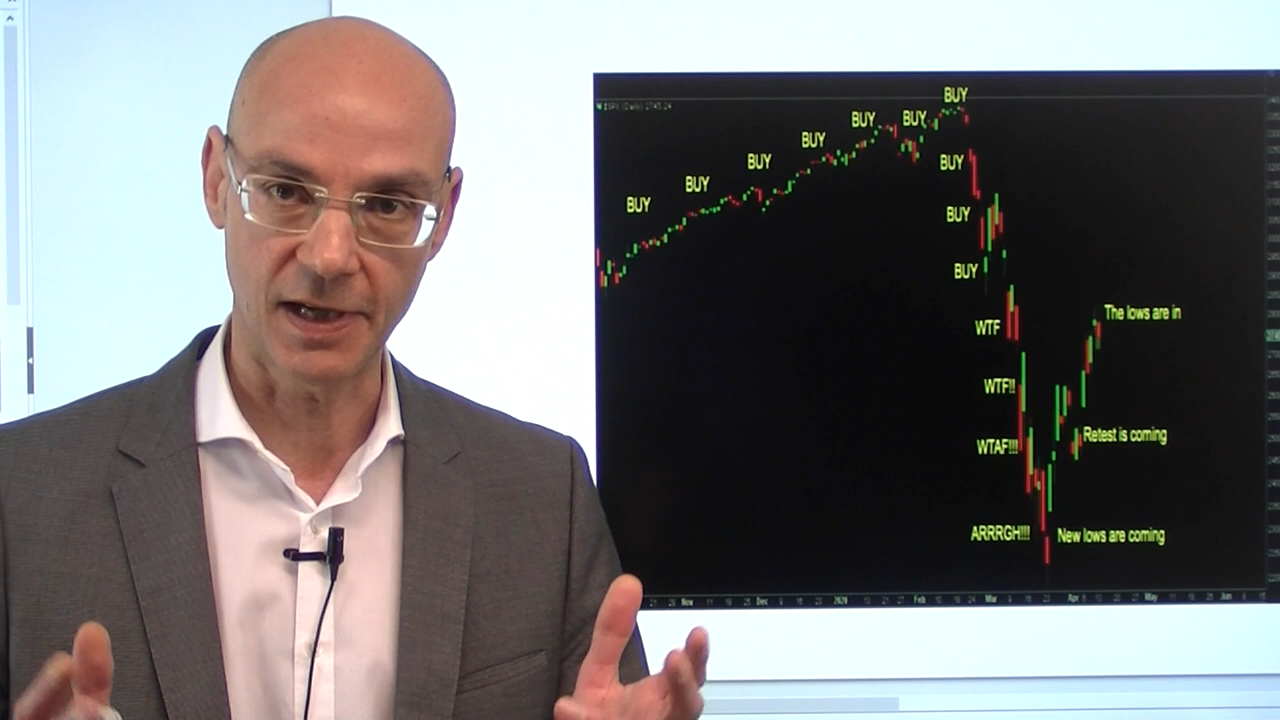 BUY
BUY
BUY
BUY
BUY
BUY
BUY
BUY
BUY
BUY
WTF
The lows are in
WTF!!
Retest is coming
WTAF!!!
ARRRGH!!!
New lows are coming
Nov
Dec
2020
Feb
Mar
Apr
May
Jun